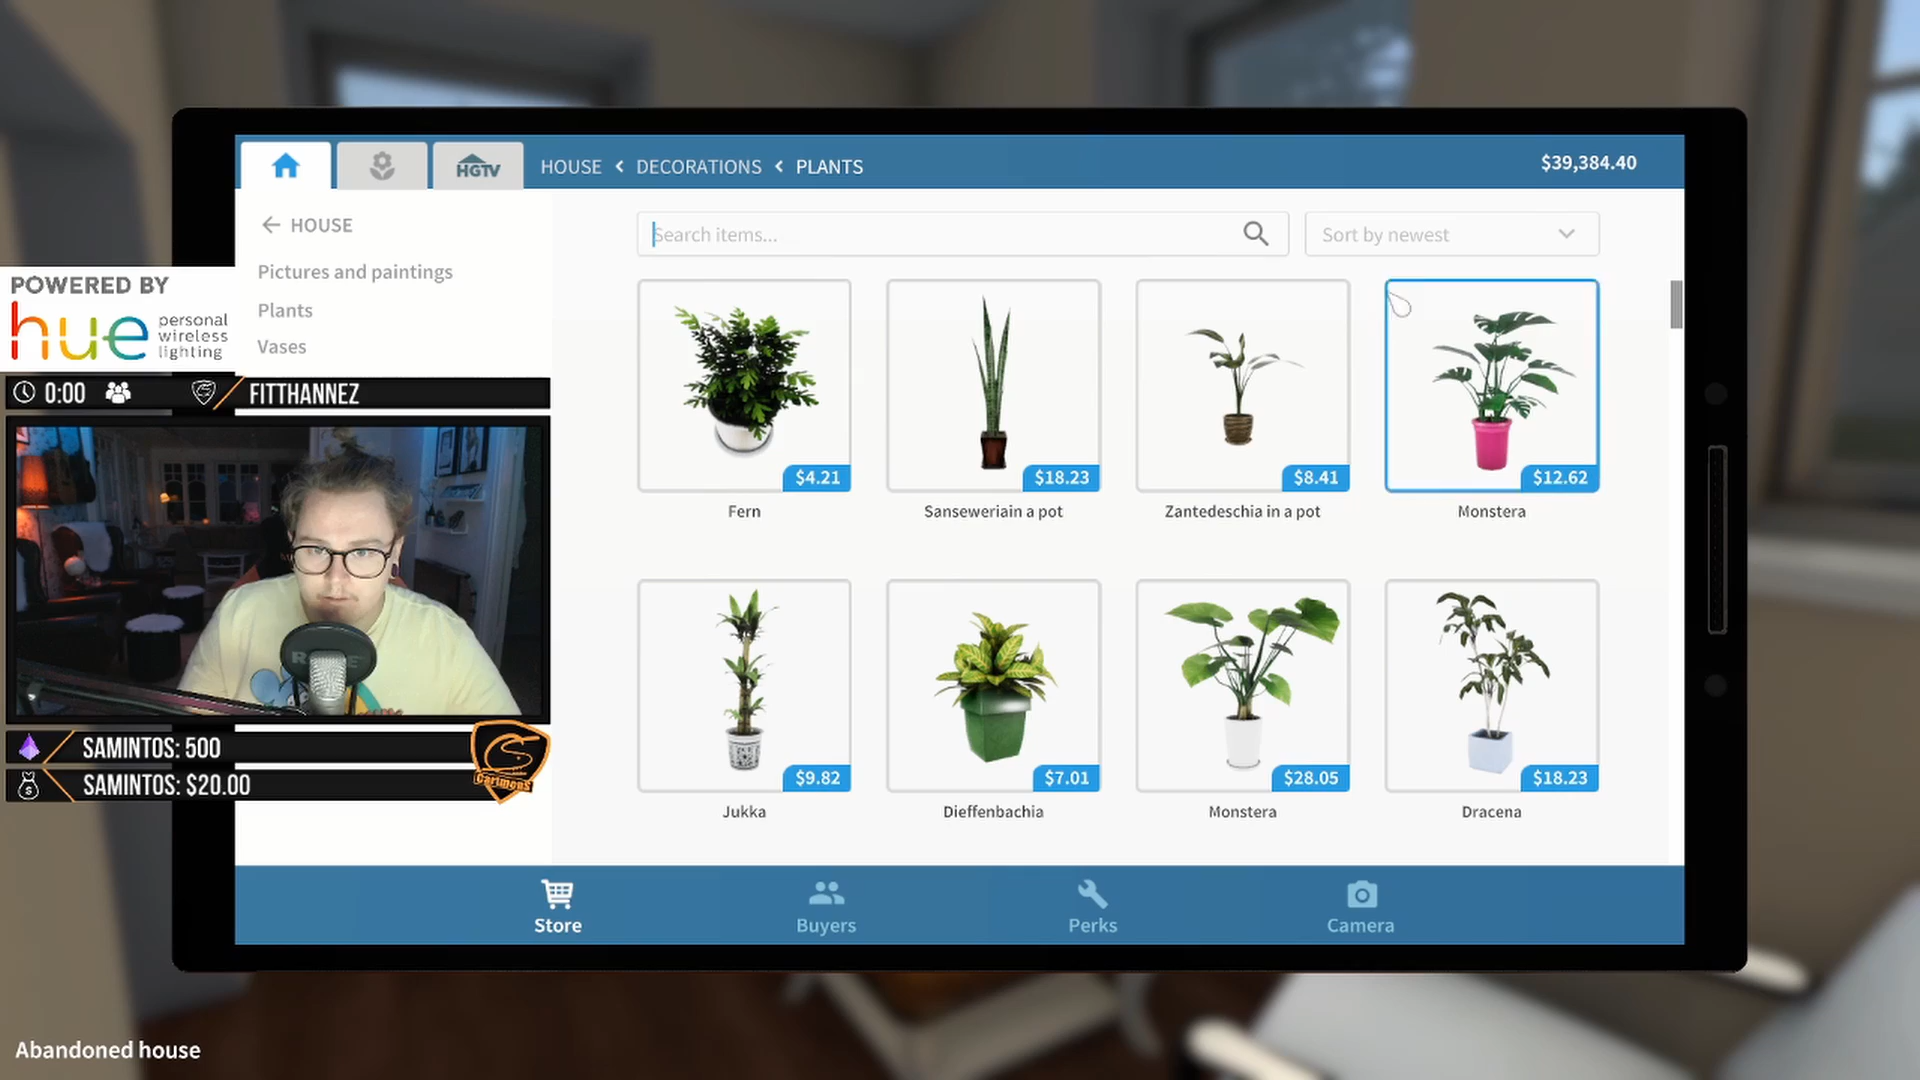 HGTV
HOUSE < DECORATIONS < PLANTS
$39,384.40
← HOUSE
Pictures and paintings
Plants
Vases
Search items...
Sort by newest
POWERED BY
hue personal wireless lighting
0:00
FITTHANNEZ
$4.21
$18.23
$8.41
$12.62
Fern
Sanseweriain a pot
Zantedeschia in a pot
Monstera
$9.82
$7.01
$28.05
$18.23
Jukka
Dieffenbachia
Monstera
Dracena
SAMINTOS: 500
SAMINTOS: $20.00
Store
Buyers
Perks
Camera
Abandoned house